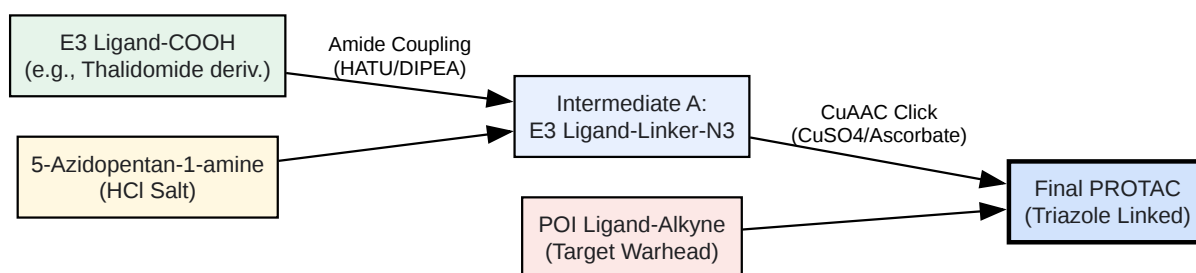 E3 Ligand-COOH
(e.g., Thalidomide deriv.)
Amide Coupling
(HATU/DIPEA)
5-Azidopentan-1-amine
(HCl Salt)
Intermediate A:
E3 Ligand-Linker-N3
CuAAC Click
(CuSO4/Ascorbate)
POI Ligand-Alkyne
(Target Warhead)
Final PROTAC
(Triazole Linked)